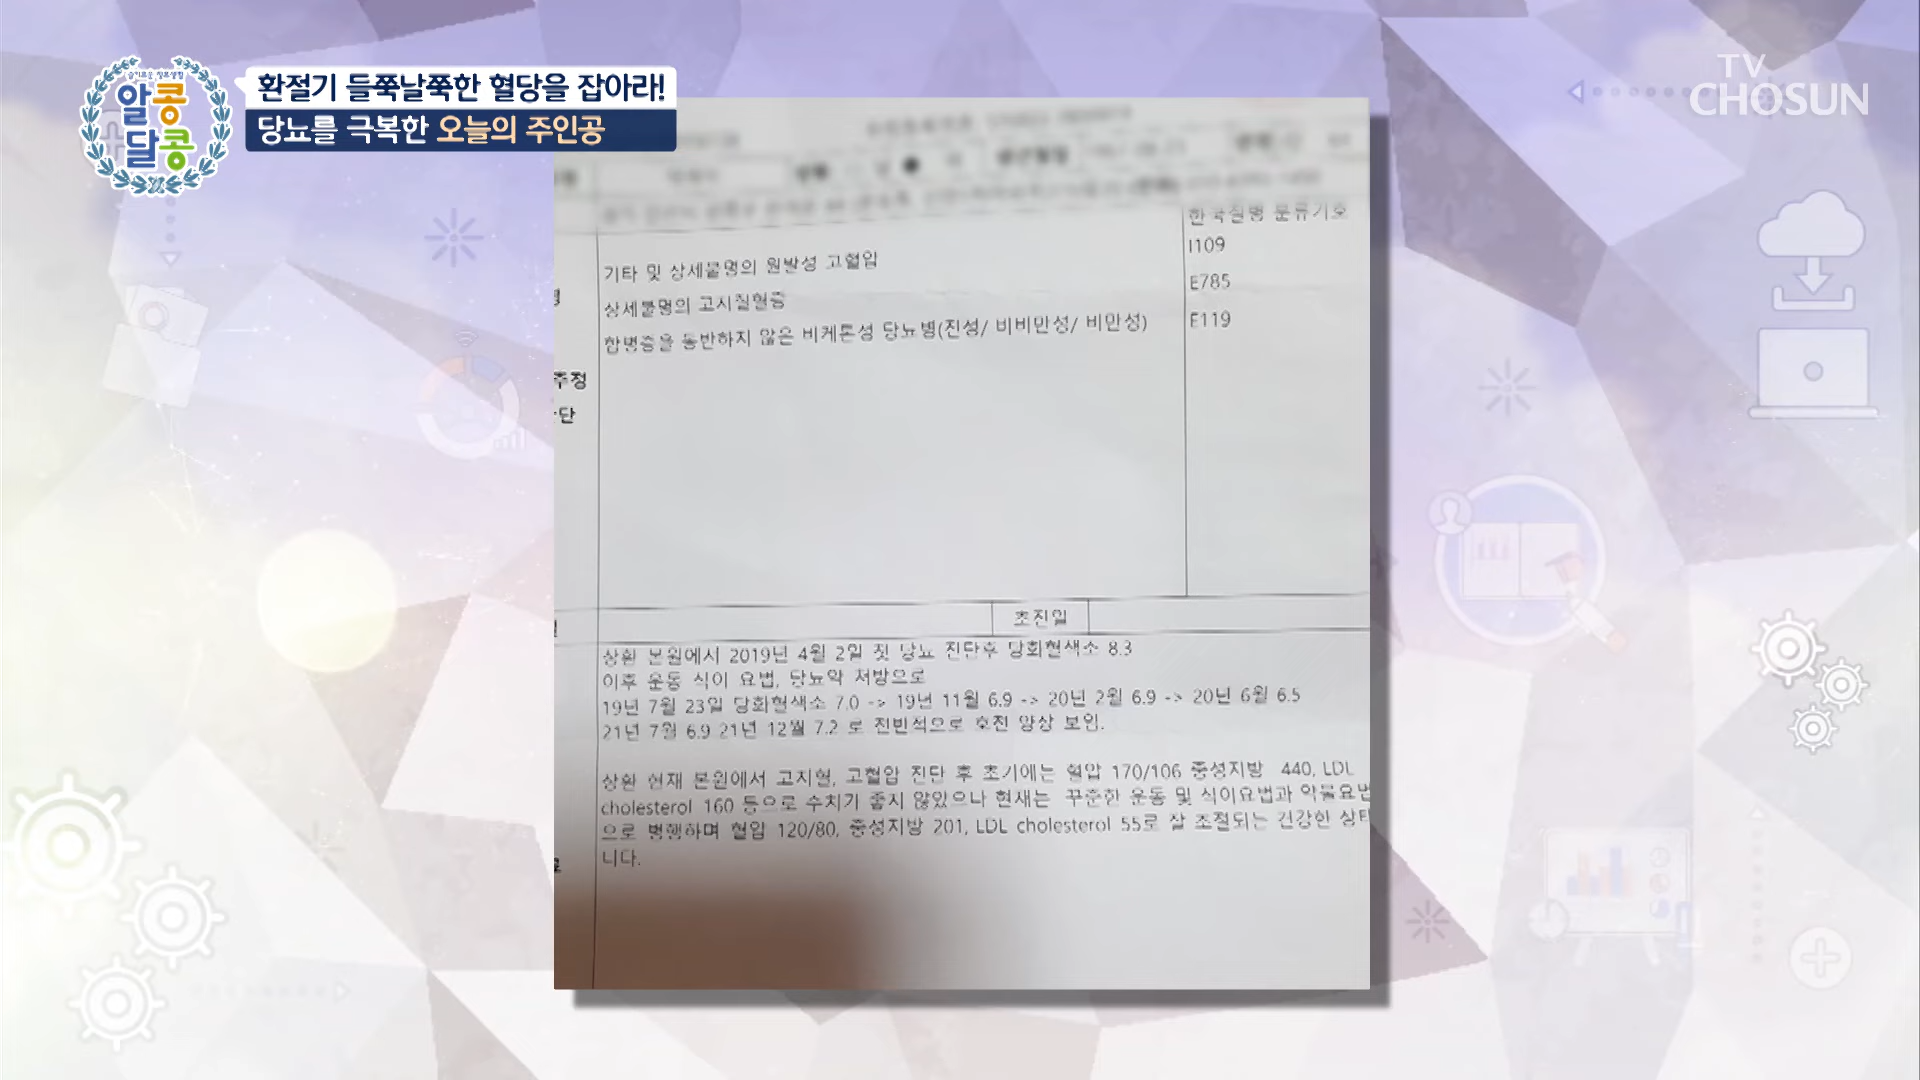 슬기로운 정보생활
알콩
달콩
환절기 들쭉날쭉한 혈당을 잡아라!
당뇨를 극복한 오늘의 주인공
TV
CHOSUN
한국질병 분류기호
기타 및 상세불명의 원발성 고혈압 I109
상세불명의 고지질혈증 E785
합병증을 동반하지 않은 비케톤성 당뇨병(진성/ 비비만성/ 비만성) E119
추정
단
초진일
상환 본원에서 2019년 4월 2일 첫 당뇨 진단후 당화혈색소 8.3
이후 운동 식이 요법, 당뇨약 처방으로
19년 7월 23일 당화혈색소 7.0 -> 19년 11월 6.9 -> 20년 2월 6.9 -> 20년 6월 6.5
21년 7월 6.9 21년 12월 7.2 로 전반적으로 호전 양상 보임.
상환 현재 본원에서 고지혈, 고혈압 진단 후 초기에는 혈압 170/106 중성지방 440, LDL
cholesterol 160 등으로 수치가 좋지 않았으나 현재는 꾸준한 운동 및 식이요법과 약물요법
으로 병행하며 혈압 120/80, 중성지방 201, LDL cholesterol 55로 잘 조절되는 건강한 상태
니다.